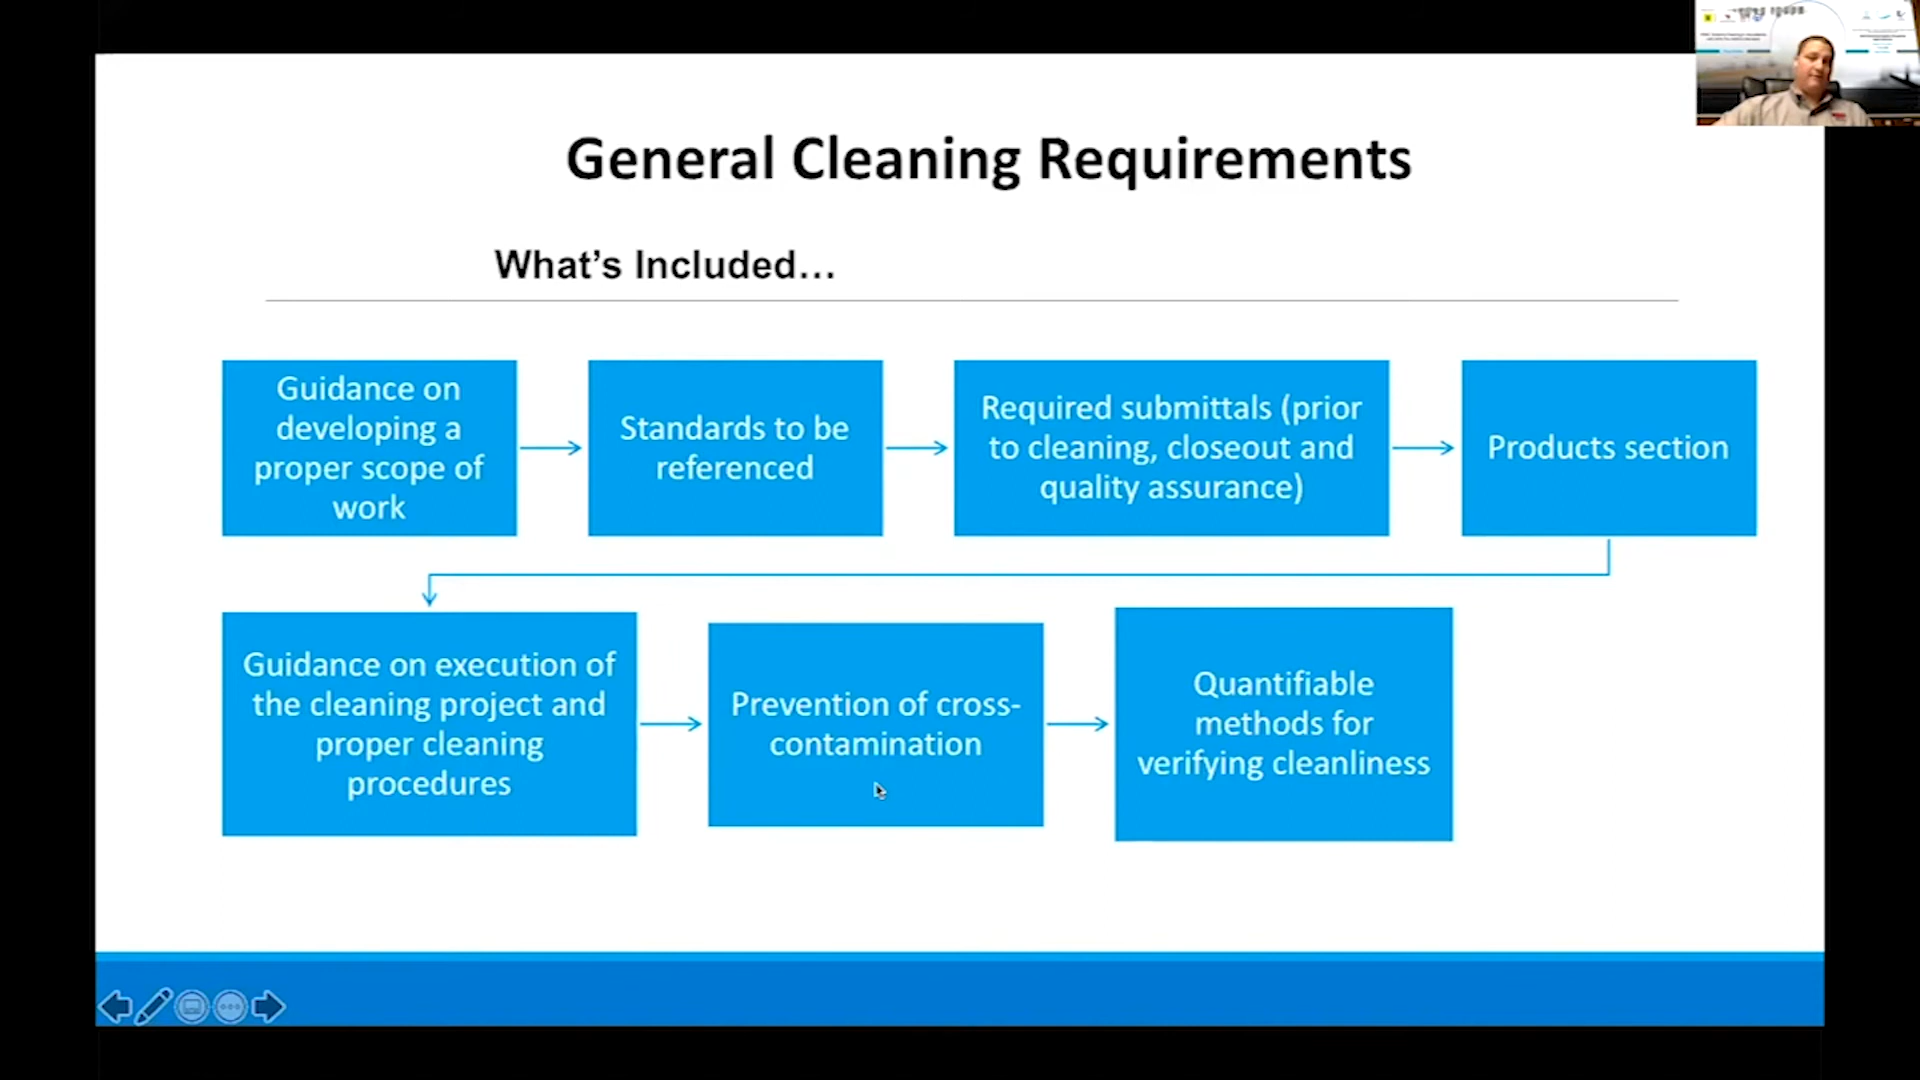 General Cleaning Requirements
What's Included...
Guidance on
developing a
proper scope of
work
Standards to be
referenced
Required submittals (prior
to cleaning, closeout and
quality assurance)
Products section
Guidance on execution of
the cleaning project and
proper cleaning
procedures
Prevention of cross-
contamination
Quantifiable
methods for
verifying cleanliness